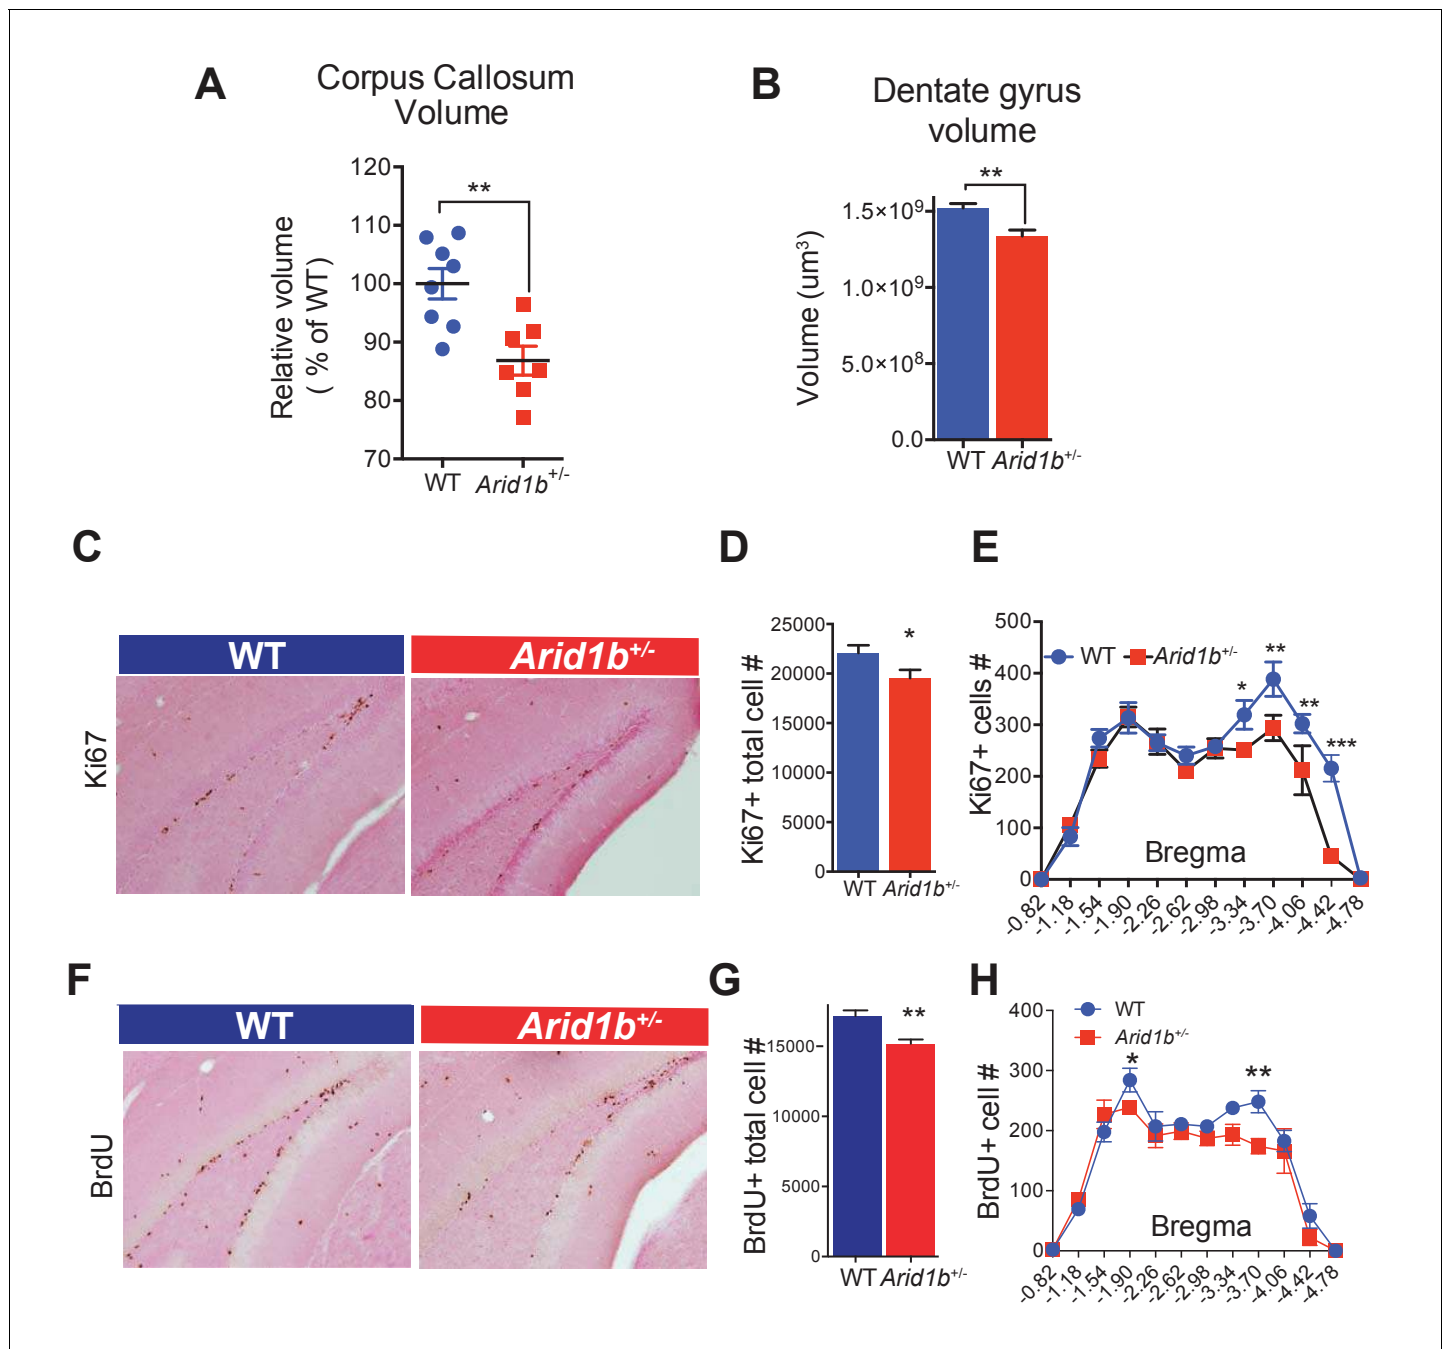 A
Corpus Callosum
Volume
120
110
100
90
80
70
Relative volume
( % of WT)
**
WT
Arid1b+/-
B
Dentate gyrus
volume
**
1.5×10⁹
1.0×10⁹
5.0×10⁸
0.0
Volume (um³)
WT Arid1b+/-
C
WT
Arid1b+/-
Ki67
D
25000
20000
15000
10000
5000
0
Ki67+ total cell #
*
WT Arid1b+/-
E
500
400
300
200
100
0
Ki67+ cells #
WT
Arid1b+/-
*
**
**
***
Bregma
-0.82
-1.18
-1.54
-1.90
-2.26
-2.62
-2.98
-3.34
-3.70
-4.06
-4.42
-4.78
F
WT
Arid1b+/-
BrdU
G
15000
10000
5000
0
BrdU+ total cell #
**
WT Arid1b+/-
H
400
300
200
100
0
BrdU+ cell #
WT
Arid1b+/-
*
**
Bregma
-0.82
-1.18
-1.54
-1.90
-2.26
-2.62
-2.98
-3.34
-3.70
-4.06
-4.42
-4.78